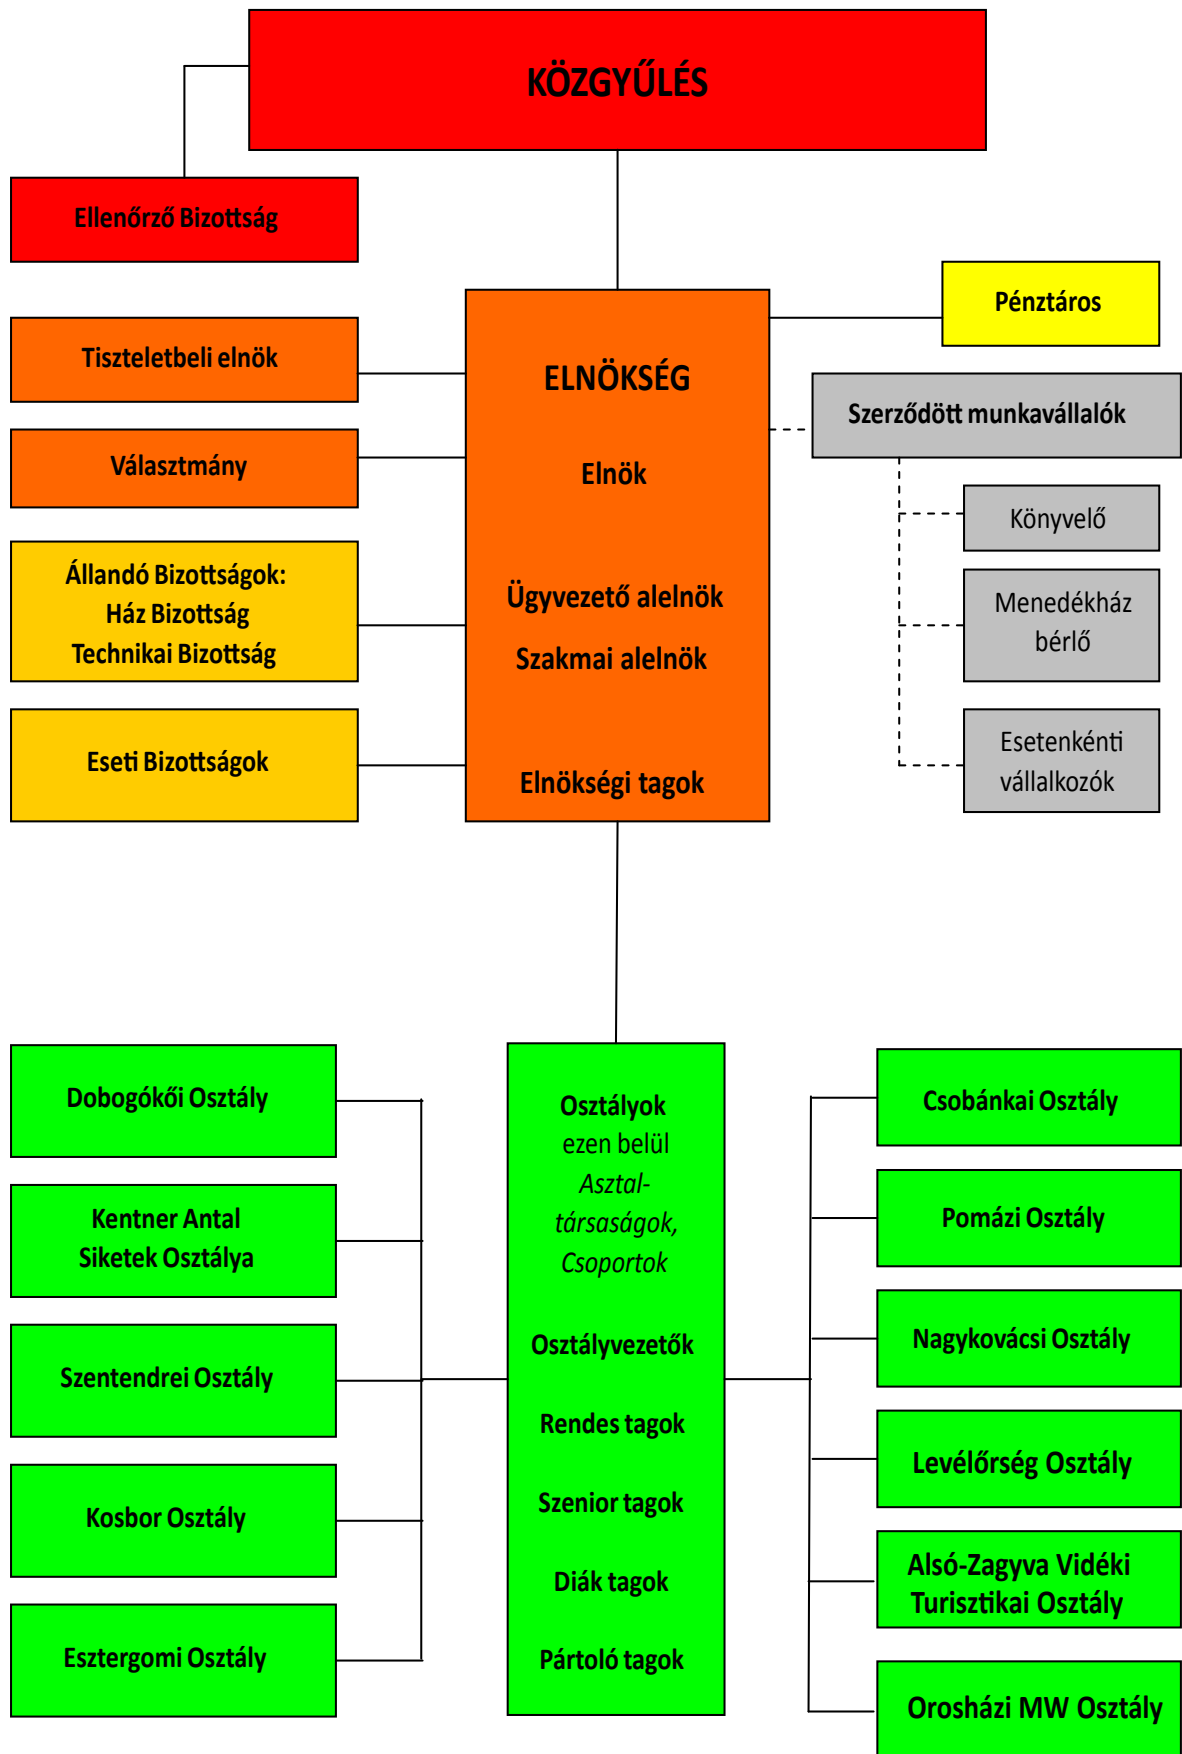 KÖZGYŰLÉS
Ellenőrző Bizottság
Pénztáros
Tiszteletbeli elnök
ELNÖKSÉG
Szerződött munkavállalók
Választmány
Elnök
Könyvelő
Állandó Bizottságok:
Ház Bizottság
Technikai Bizottság
Ügyvezető alelnök
Szakmai alelnök
Menedékház
bérlő
Eseti Bizottságok
Elnökségi tagok
Esetenkénti
vállalkozók
Dobogókői Osztály
Kentner Antal
Siketek Osztálya
Szentendrei Osztály
Kosbor Osztály
Esztergomi Osztály
Osztályok
ezen belül
Asztal-
társaságok,
Csoportok
Osztályvezetők
Rendes tagok
Szenior tagok
Diák tagok
Pártoló tagok
Csobánkai Osztály
Pomázi Osztály
Nagykovácsi Osztály
Levélőrség Osztály
Alsó-Zagyva Vidéki
Turisztikai Osztály
Orosházi MW Osztály